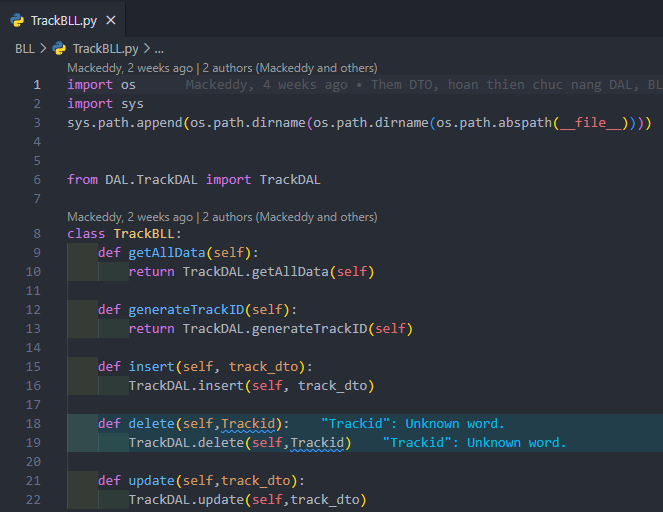 TrackBLL.py
BLL > TrackBLL.py > ...
Mackeddy, 2 weeks ago | 2 authors (Mackeddy and others)
1 import os Mackeddy, 4 weeks ago • Them DTO, hoan thien chuc nang DAL, BL
2 import sys
3 sys.path.append(os.path.dirname(os.path.dirname(os.path.abspath(__file__))))
4
5
6 from DAL.TrackDAL import TrackDAL
7
Mackeddy, 2 weeks ago | 2 authors (Mackeddy and others)
8 class TrackBLL:
9 def getAllData(self):
10 return TrackDAL.getAllData(self)
11
12 def generateTrackID(self):
13 return TrackDAL.generateTrackID(self)
14
15 def insert(self, track_dto):
16 TrackDAL.insert(self, track_dto)
17
18 def delete(self,Trackid): "Trackid": Unknown word.
19 TrackDAL.delete(self,Trackid) "Trackid": Unknown word.
20
21 def update(self,track_dto):
22 TrackDAL.update(self,track_dto)